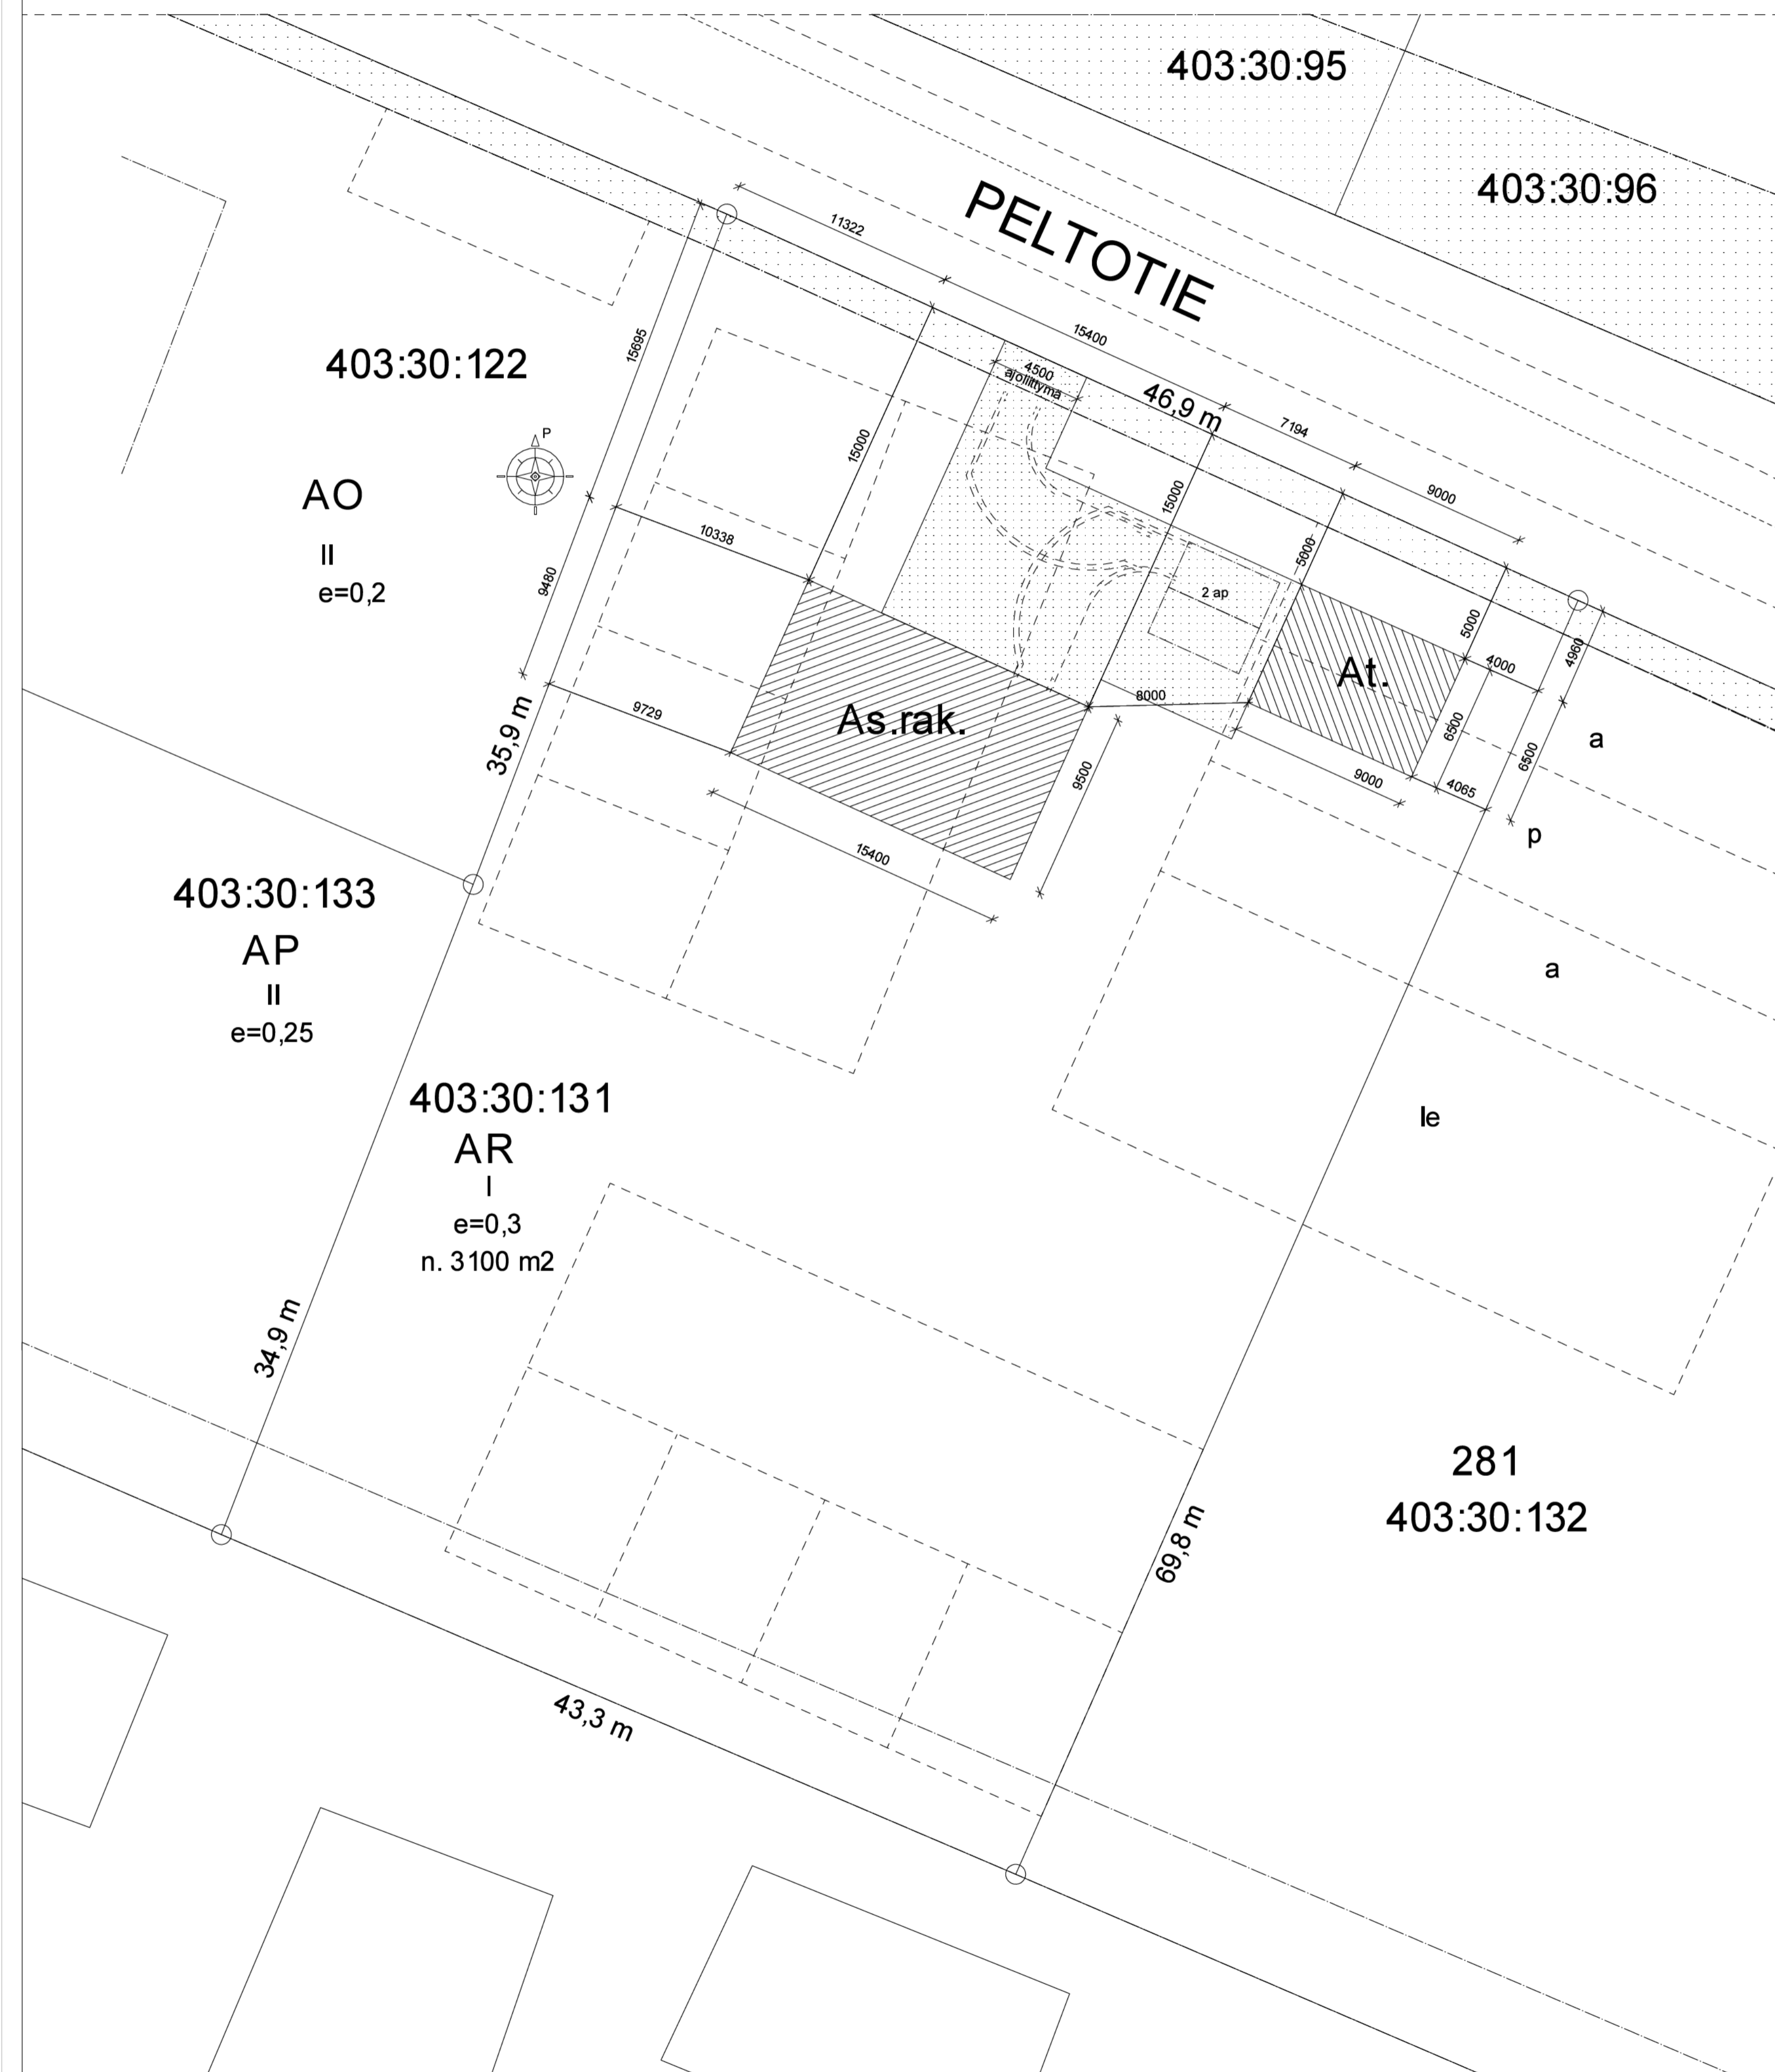 403:30:95
403:30:96
PELTOTIE
11322
15400
46,9 m
7194
9000
4500
ajoliittyma
15695
403:30:122
P
AO
II
e=0,2
15000
15000
5000
10338
9480
2 ap
5000
4960
4000
At.
8000
9729
As.rak.
35,9 m
6500
6500
a
9500
9000
4065
p
15400
403:30:133
AP
II
e=0,25
a
403:30:131
AR
I
e=0,3
n. 3100 m2
le
34,9 m
281
403:30:132
69,8 m
43,3 m